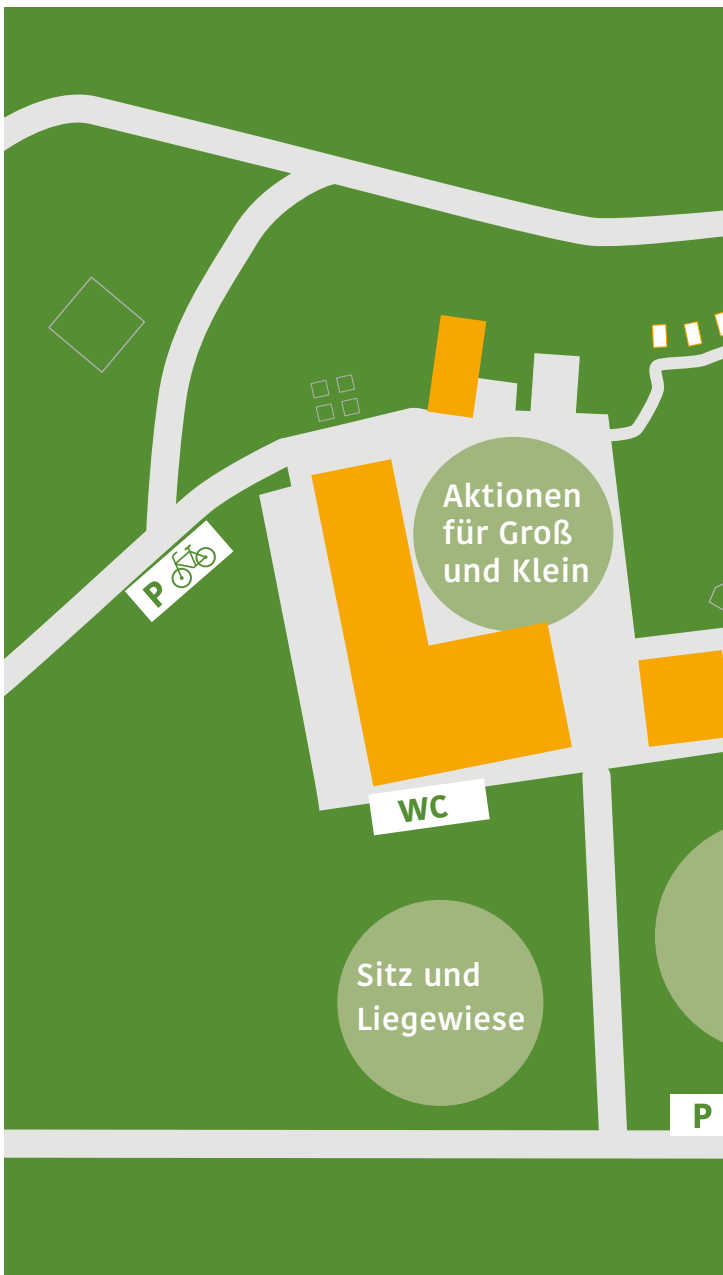 Aktionen
für Groß
und Klein
P
WC
Sitz und
Liegewiese
P